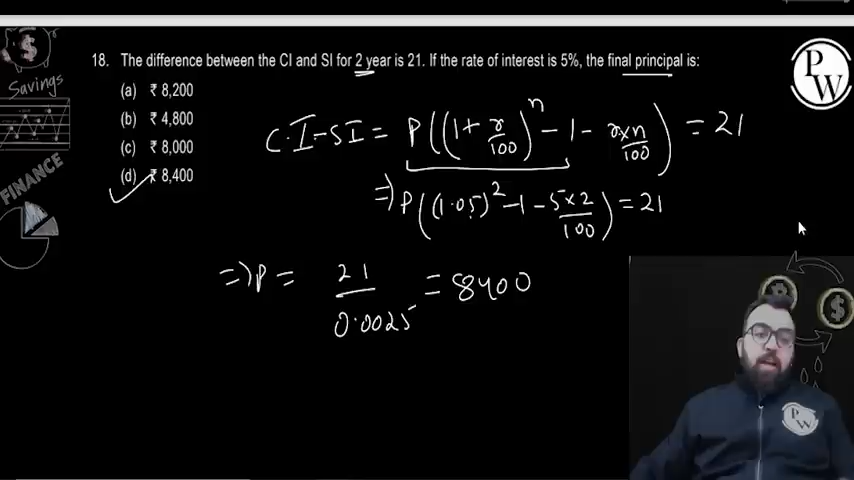 Savings
FINANCE
18. The difference between the CI and SI for 2 year is 21. If the rate of interest is 5%, the final principal is:
(a) ₹ 8,200
(b) ₹ 4,800
(c) ₹ 8,000
(d) ₹ 8,400
C.I-SI = P((1+r/100)^n -1 - r×n/100) = 21
=) P((1.05)^2 -1 - 5×2/100) = 21
=) P = 21/0.0025 = 8400
PW
PW